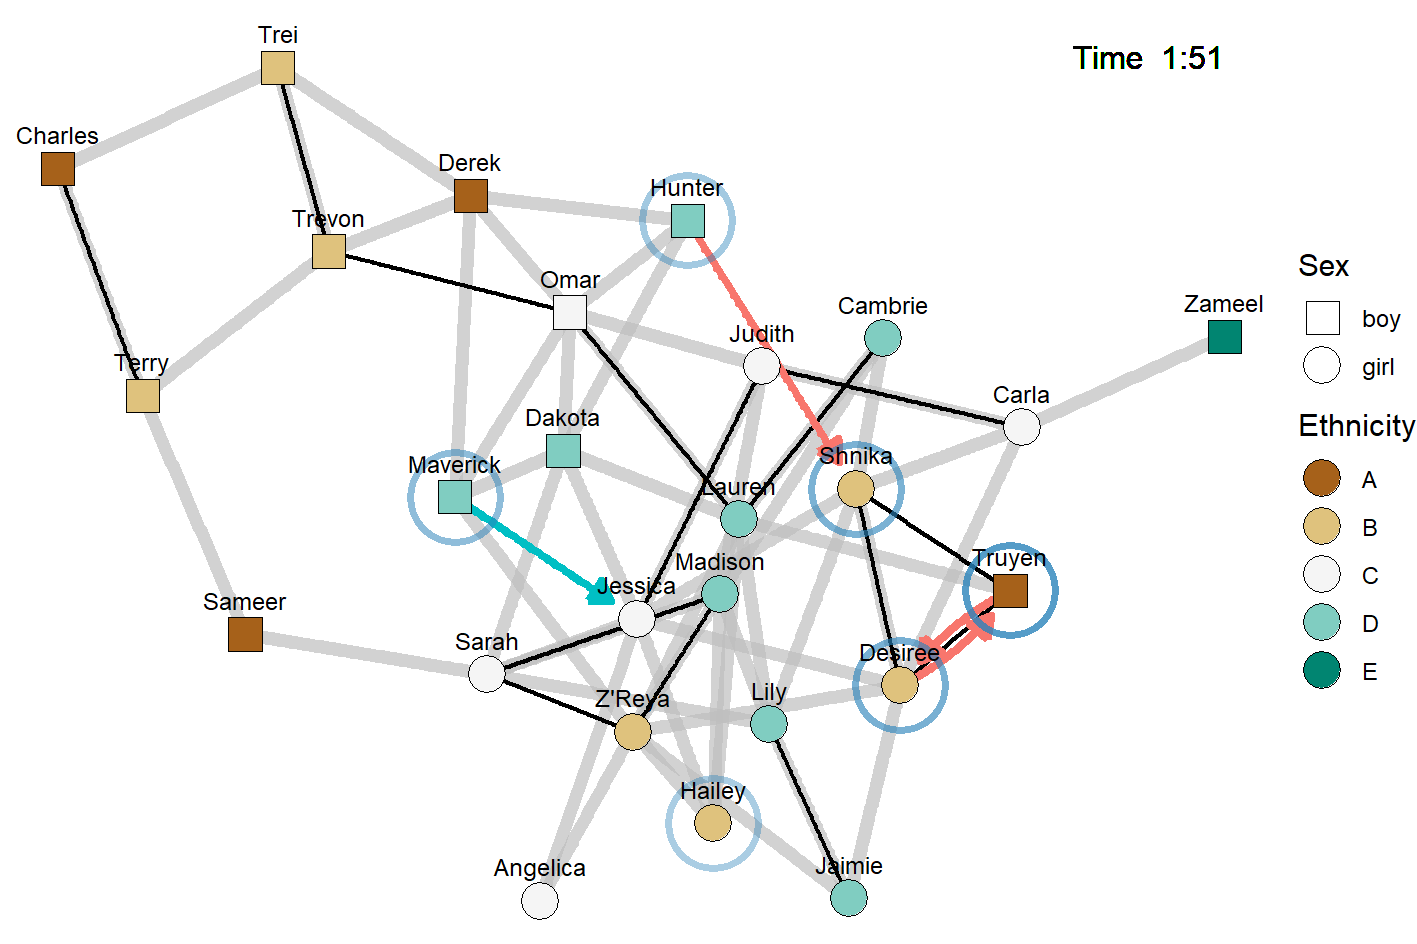 Trei
Time 1:51
Charles
Derek
Hunter
Trevon
Omar
Cambrie
Zameel
Judith
Terry
Carla
Dakota
Maverick
Shnika
Lauren
Truyen
Madison
Jessica
Sameer
Sarah
Desiree
Z'Reya
Lily
Hailey
Angelica
Jaimie
Sex
boy
girl
Ethnicity
A
B
C
D
E